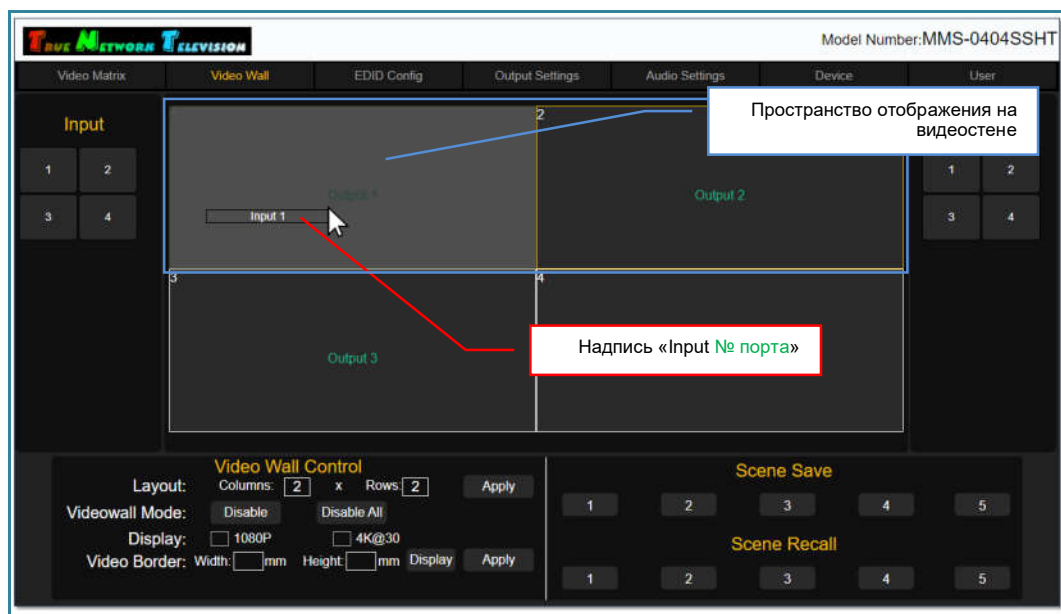 True Network Television
Model Number:MMS-0404SSHT
Video Matrix Video Wall EDID Config Output Settings Audio Settings Device User
Пространство отображения на
видеостене
Input
2
1 2
1 2
Output 1
Output 2
Input 1
3 4
3 4
3
4
Надпись «Input № порта»
Output 3
Video Wall Control
Layout: Columns: 2 x Rows: 2 Apply
Videowall Mode: Disable Disable All
Display: 1080P 4K@30
Video Border: Width: mm Height: mm Display Apply
Scene Save
1 2 3 4 5
Scene Recall
1 2 3 4 5